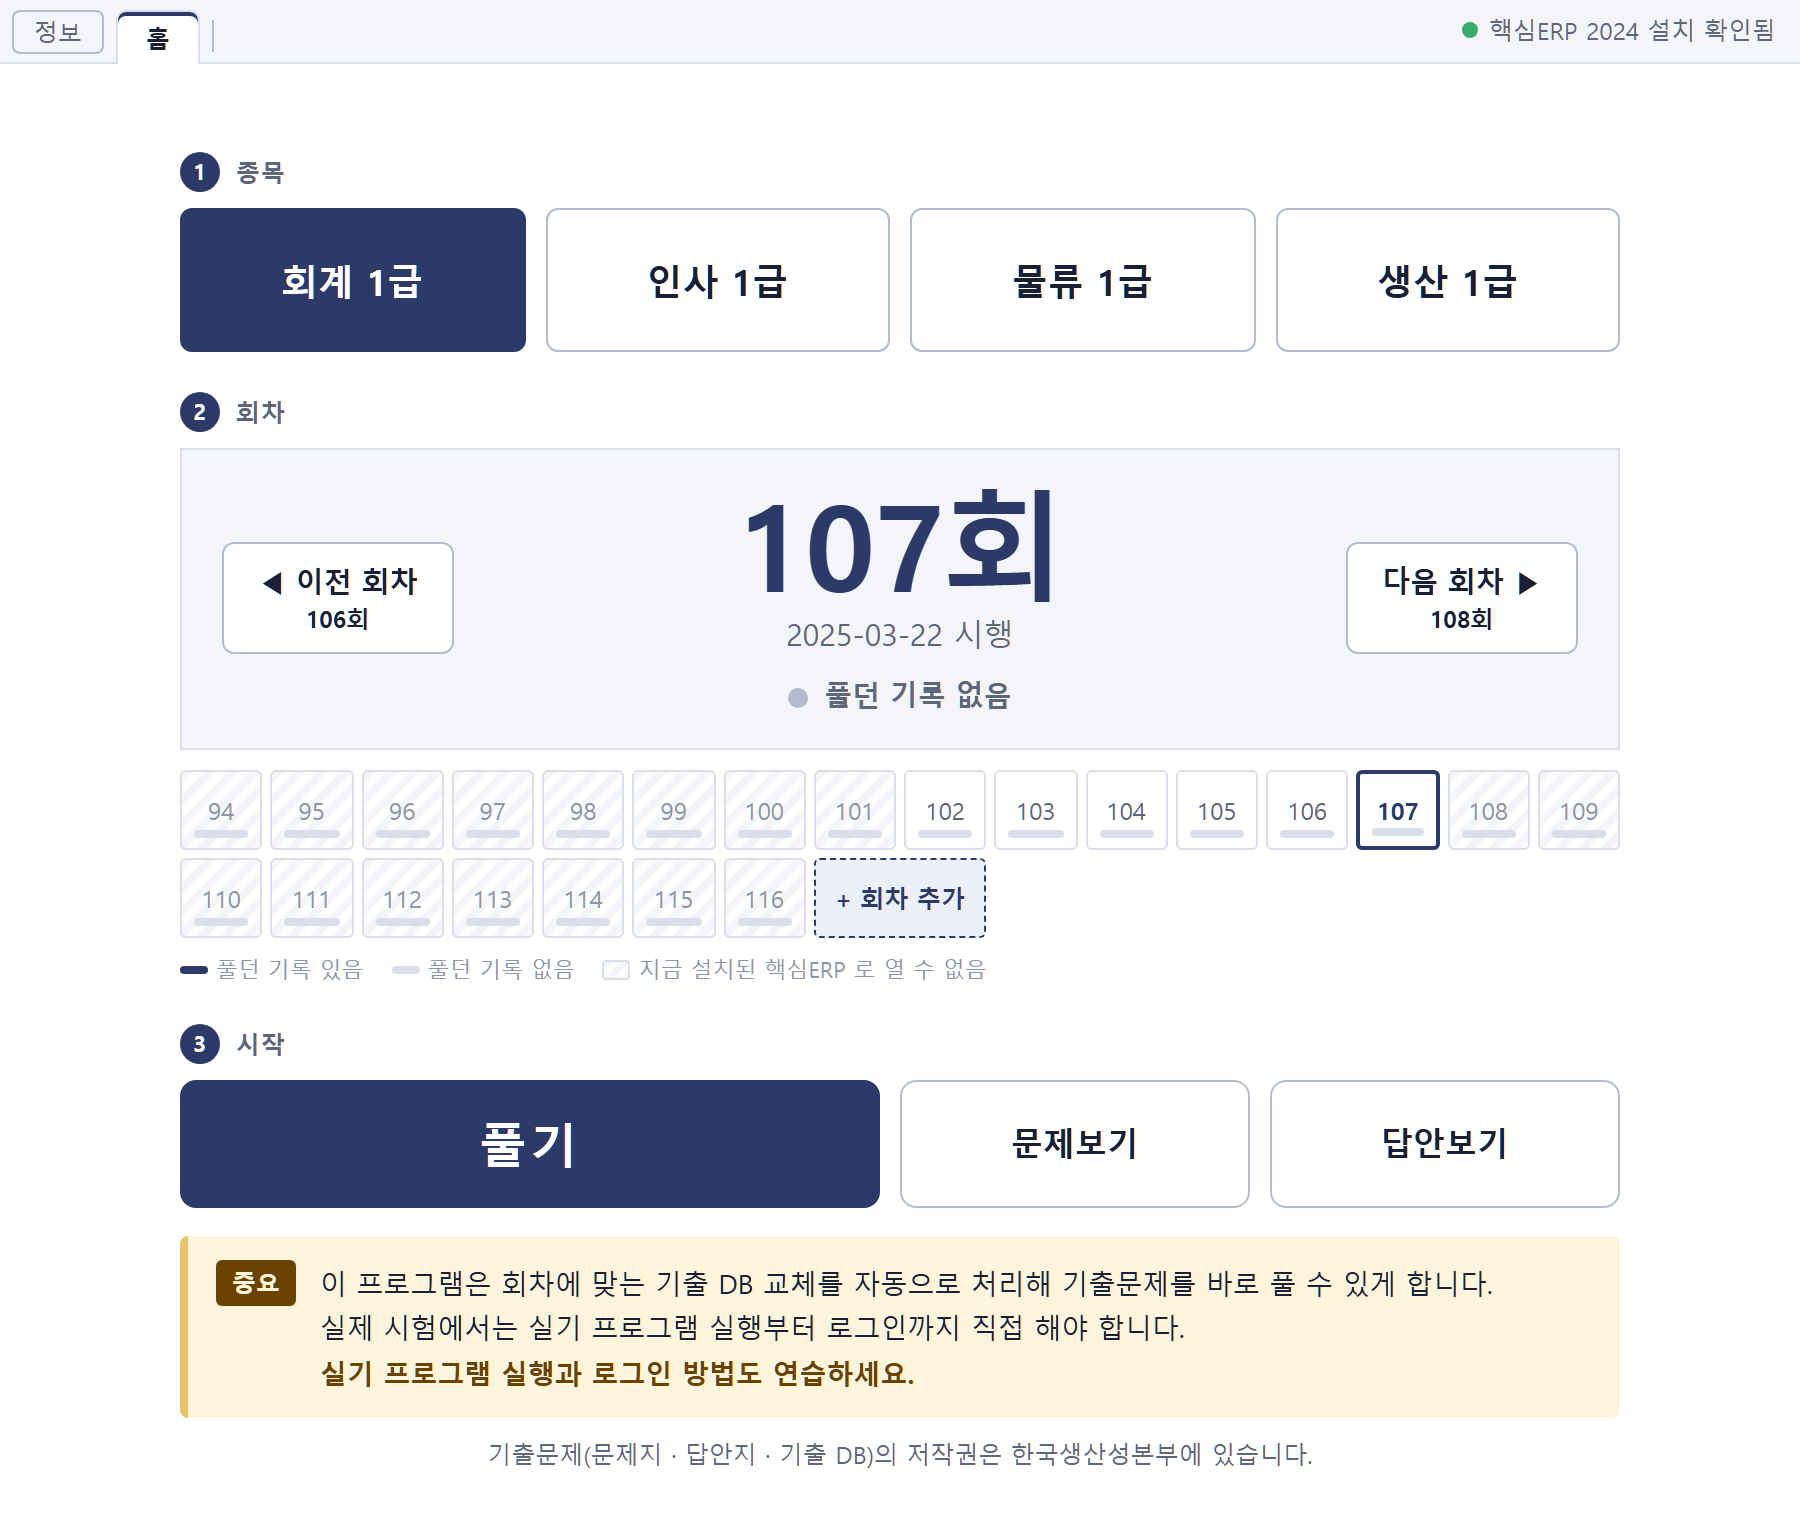 정보
홈
핵심ERP 2024 설치 확인됨
1 종목
회계 1급
인사 1급
물류 1급
생산 1급
2 회차
◀ 이전 회차
106회
107회
2025-03-22 시행
풀던 기록 없음
다음 회차 ▶
108회
94 95 96 97 98 99 100 101 102 103 104 105 106 107 108 109
110 111 112 113 114 115 116 + 회차 추가
풀던 기록 있음 풀던 기록 없음 지금 설치된 핵심ERP 로 열 수 없음
3 시작
풀기
문제보기
답안보기
중요
이 프로그램은 회차에 맞는 기출 DB 교체를 자동으로 처리해 기출문제를 바로 풀 수 있게 합니다.
실제 시험에서는 실기 프로그램 실행부터 로그인까지 직접 해야 합니다.
실기 프로그램 실행과 로그인 방법도 연습하세요.
기출문제(문제지 · 답안지 · 기출 DB)의 저작권은 한국생산성본부에 있습니다.